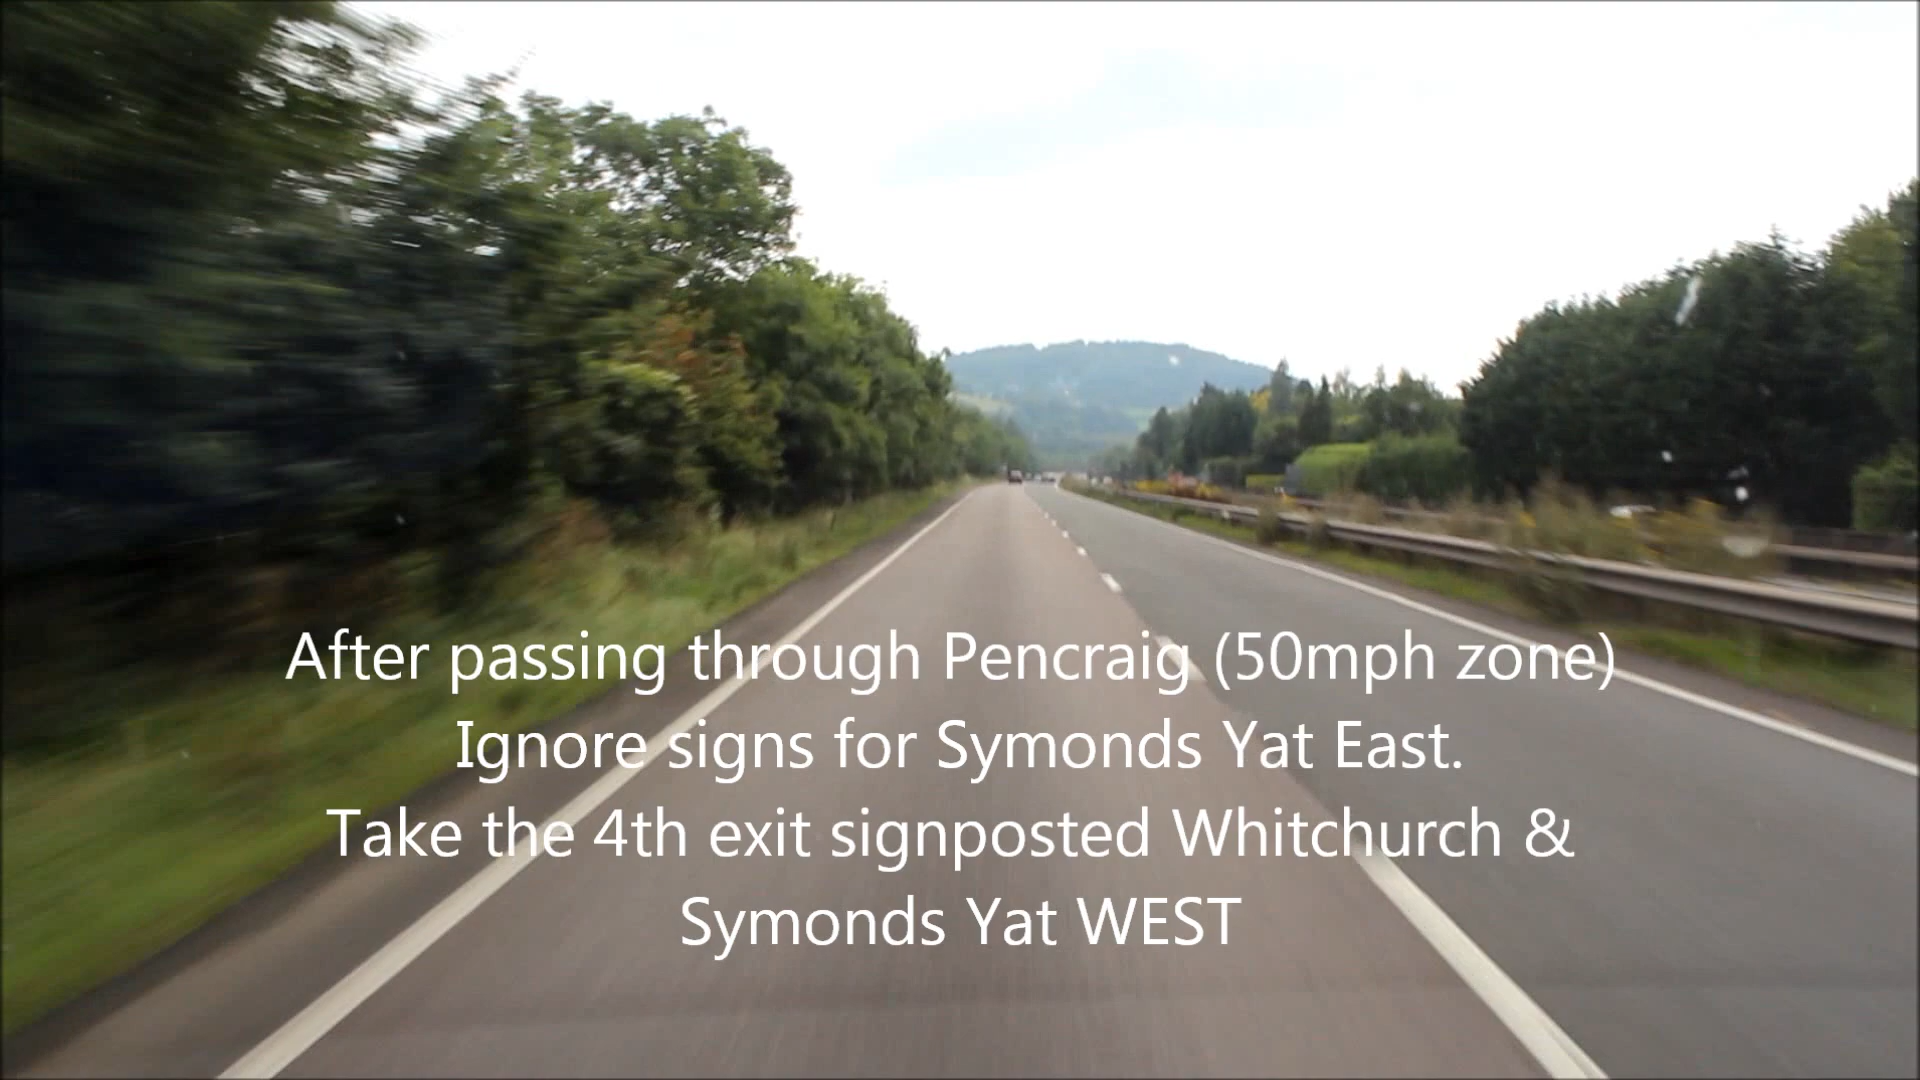 After passing through Pencraig (50mph zone)
Ignore signs for Symonds Yat East.
Take the 4th exit signposted Whitchurch &
Symonds Yat WEST